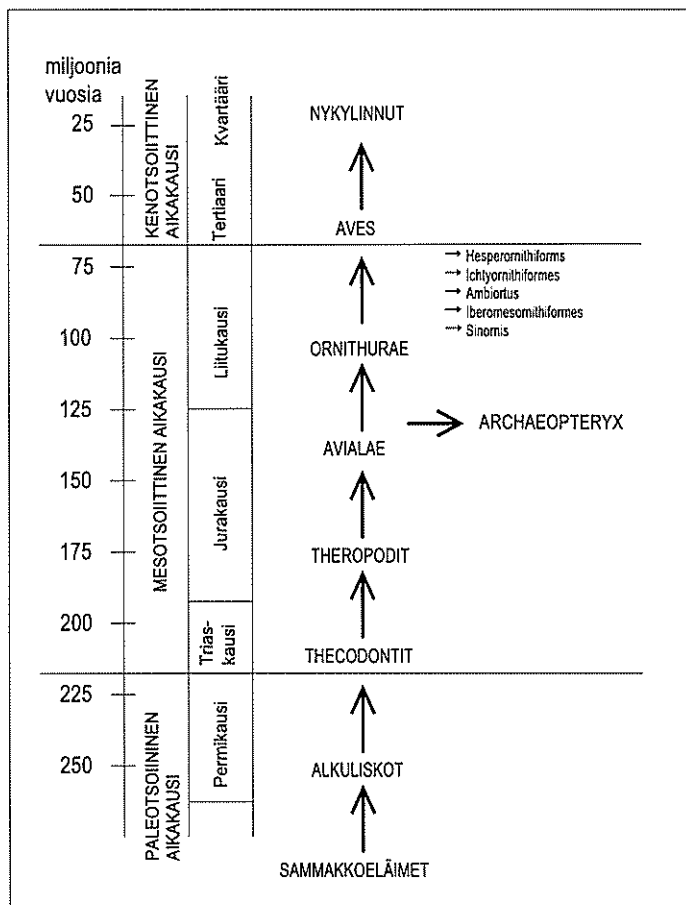 miljoonia
vuosia
25
50
75
100
125
150
175
200
225
250
KENOTSOIITTINEN
AIKAKAUSI
MESOTSOIITTINEN AIKAKAUSI
PALEOTSOIININEN
AIKAKAUSI
Kvartääri
Tertiaari
Liitukausi
Jurakausi
Trias-
kausi
Permikausi
NYKYLINNUT
AVES
Hesperornithiforms
Ichtyornithiformes
Ambiortus
Iberomesornithiformes
Sinornis
ORNITHURAE
ARCHAEOPTERYX
AVIALAE
THEROPODIT
THECODONTIT
ALKULISKOT
SAMMAKKOELÄIMET